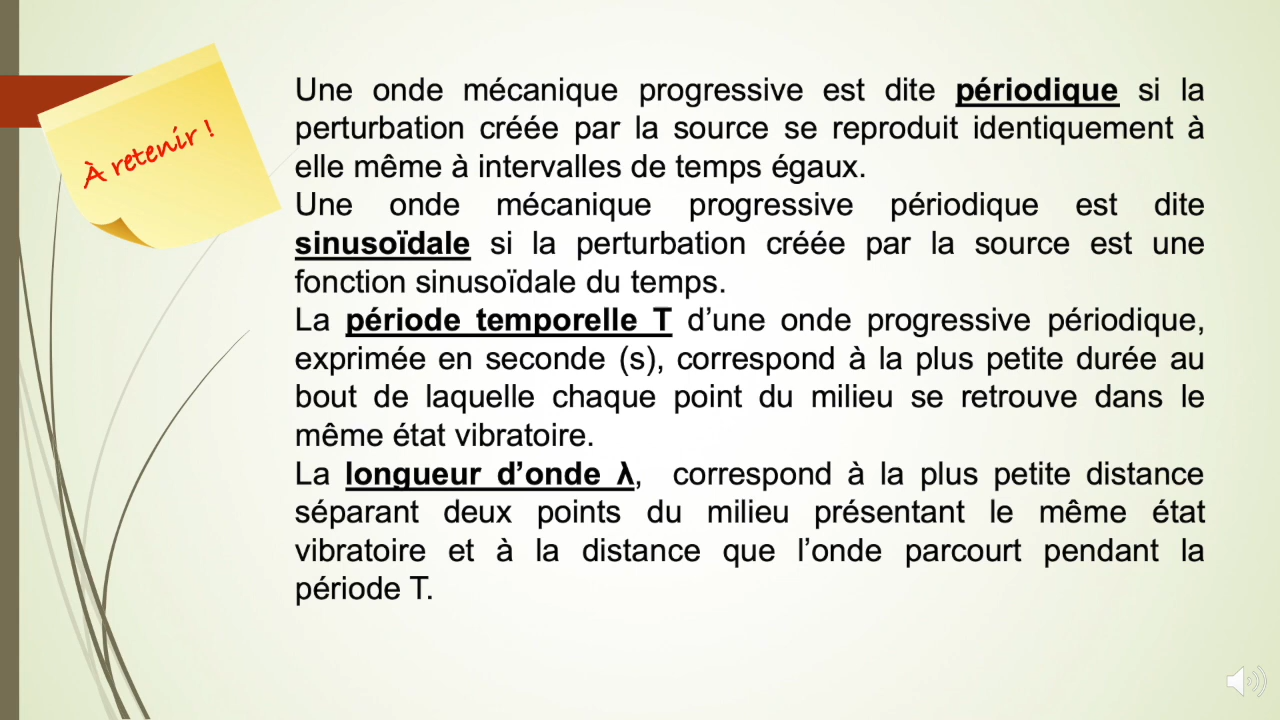 À retenir !
Une onde mécanique progressive est dite périodique si la
perturbation créée par la source se reproduit identiquement à
elle même à intervalles de temps égaux.
Une onde mécanique progressive périodique est dite
sinusoïdale si la perturbation créée par la source est une
fonction sinusoïdale du temps.
La période temporelle T d’une onde progressive périodique,
exprimée en seconde (s), correspond à la plus petite durée au
bout de laquelle chaque point du milieu se retrouve dans le
même état vibratoire.
La longueur d’onde λ, correspond à la plus petite distance
séparant deux points du milieu présentant le même état
vibratoire et à la distance que l’onde parcourt pendant la
période T.